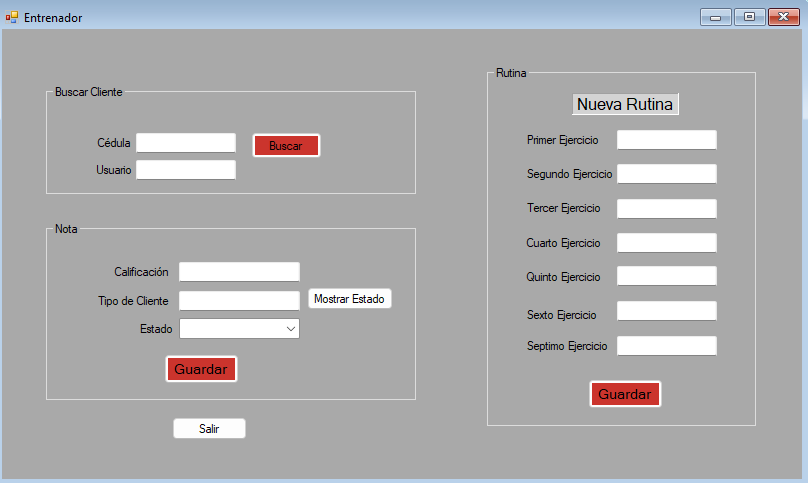 Entrenador
Buscar Cliente
Cédula
Buscar
Usuario
Nota
Calificación
Tipo de Cliente
Mostrar Estado
Estado
Guardar
Salir
Rutina
Nueva Rutina
Primer Ejercicio
Segundo Ejercicio
Tercer Ejercicio
Cuarto Ejercicio
Quinto Ejercicio
Sexto Ejercicio
Septimo Ejercicio
Guardar